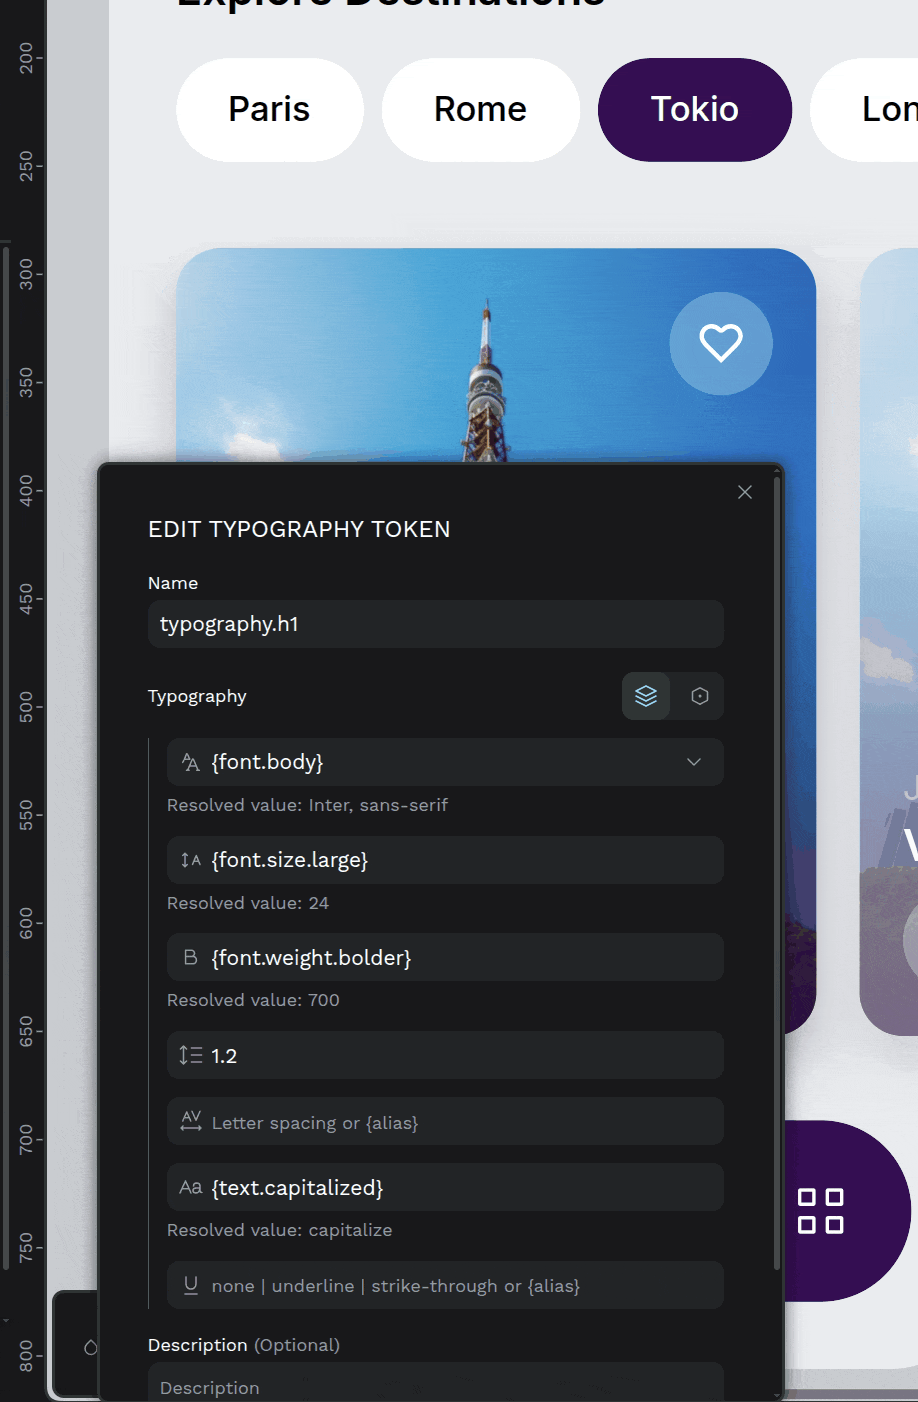 Explore Destinations
Paris
Rome
Tokio
200
250
300
350
400
450
500
550
600
650
700
750
800
EDIT TYPOGRAPHY TOKEN
Name
typography.h1
Typography
{font.body}
Resolved value: Inter, sans-serif
{font.size.large}
Resolved value: 24
{font.weight.bolder}
Resolved value: 700
1.2
Letter spacing or {alias}
{text.capitalized}
Resolved value: capitalize
none | underline | strike-through or {alias}
Description (Optional)
Description